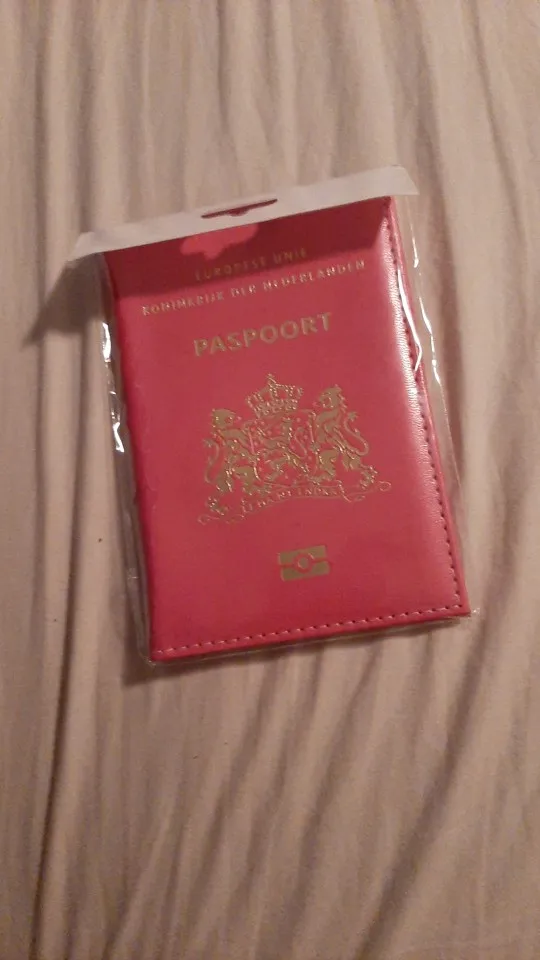 EUROPESE UNIE
KONINKRIJK DER NEDERLANDEN
PASPOORT